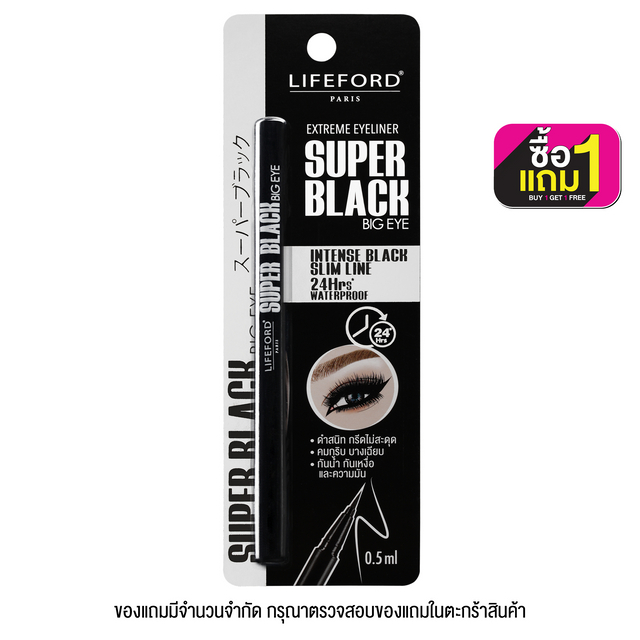 LIFEFORD®
PARIS
EXTREME EYELINER
SUPER
BLACK
BIG EYE
INTENSE BLACK
SLIM LINE
24Hrs*
WATERPROOF
24*
Hrs
• ดำสนิท กรีดไม่สะดุด
• คมกริบ บางเฉียบ
• กันน้ำ กันเหงื่อ
และความมัน
0.5ml
SUPER BLACK
BIG EYE スーパーブラック
LIFEFORD®
PARIS
SUPER BLACK
BIG EYE
ซื้อ
แถม 1
BUY 1 GET 1 FREE
ของแถมมีจำนวนจำกัด กรุณาตรวจสอบของแถมในตะกร้าสินค้า